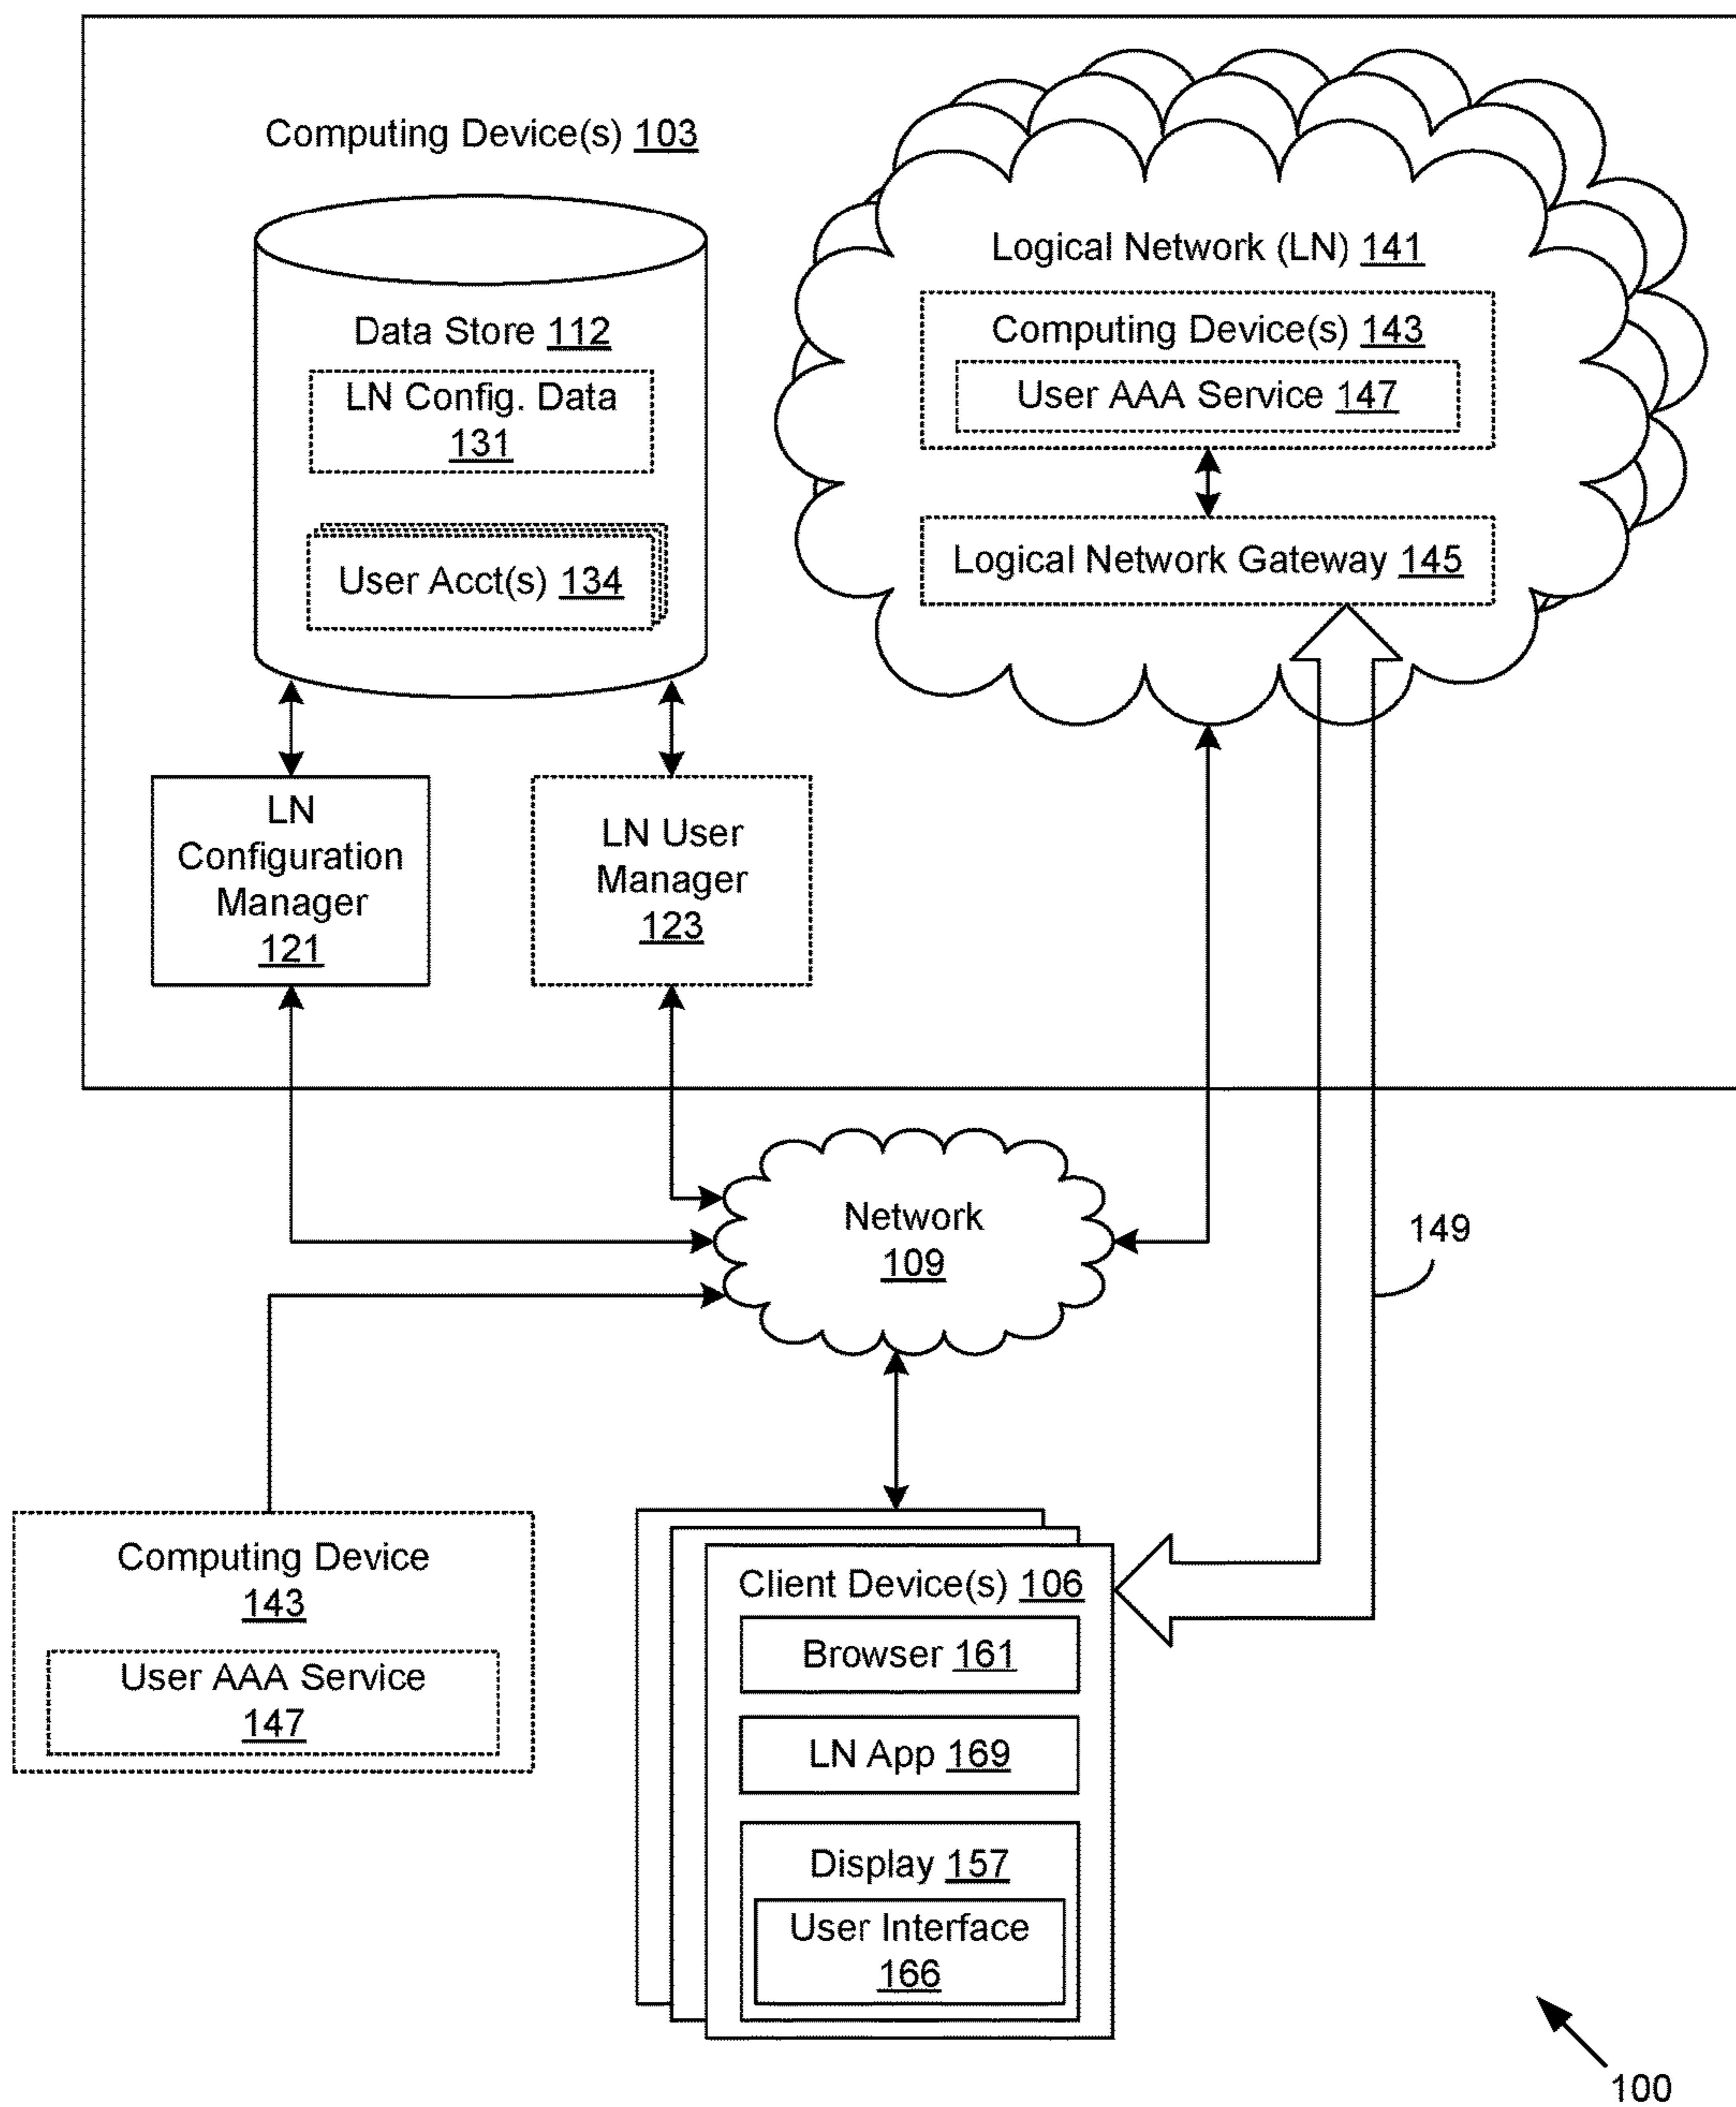 Computing Device(s) 103
Data Store 112
LN Config. Data
131
User Acct(s) 134
Logical Network (LN) 141
Computing Device(s) 143
User AAA Service 147
Logical Network Gateway 145
LN
Configuration
Manager
121
LN User
Manager
123
Network
109
149
Computing Device
143
User AAA Service
147
Client Device(s) 106
Browser 161
LN App 169
Display 157
User Interface
166
100